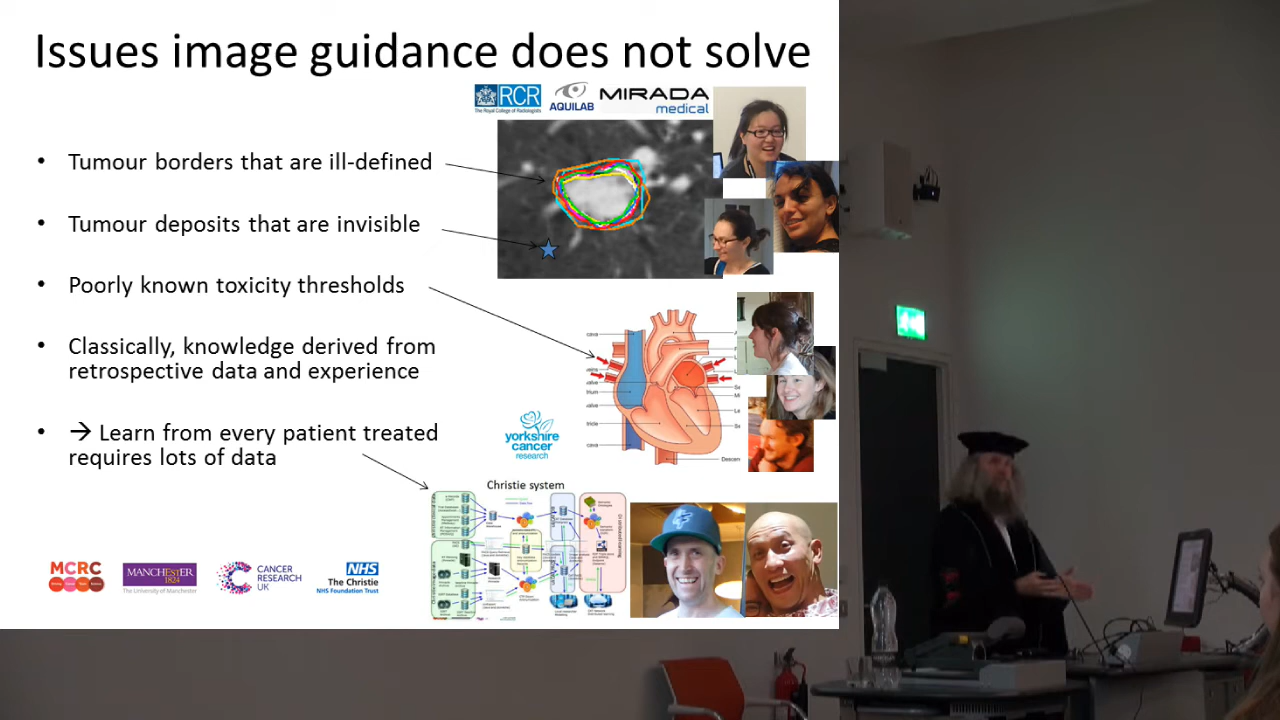 Issues image guidance does not solve
RCR
The Royal College of Radiologists
AQUILAB
MIRADA
medical
• Tumour borders that are ill-defined
• Tumour deposits that are invisible
• Poorly known toxicity thresholds
• Classically, knowledge derived from
retrospective data and experience
• → Learn from every patient treated
requires lots of data
cava
cava
Descen
yorkshire
cancer
research
Christie system
MCRC
MANCHESTER
1824
The University of Manchester
CANCER
RESEARCH
UK
NHS
The Christie
NHS Foundation Trust